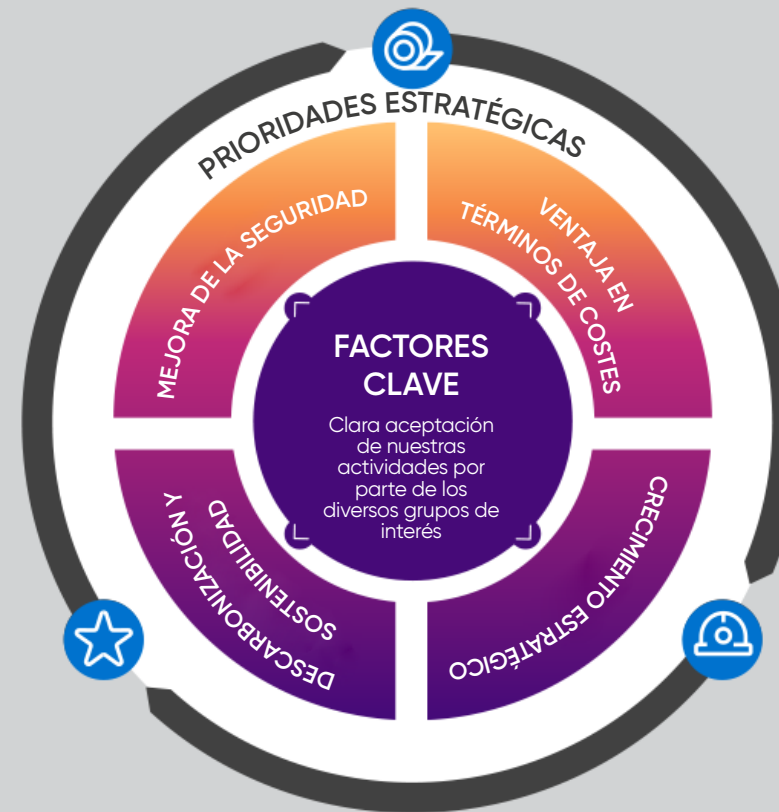 PRIORIDADES ESTRATÉGICAS
MEJORA DE LA SEGURIDAD
VENTAJA EN
TÉRMINOS DE COSTES
FACTORES
CLAVE
Clara aceptación
de nuestras
actividades por
parte de los
diversos grupos de
interés
DESCARBONIZACIÓN Y
SOSTENIBILIDAD
CRECIMIENTO ESTRATÉGICO